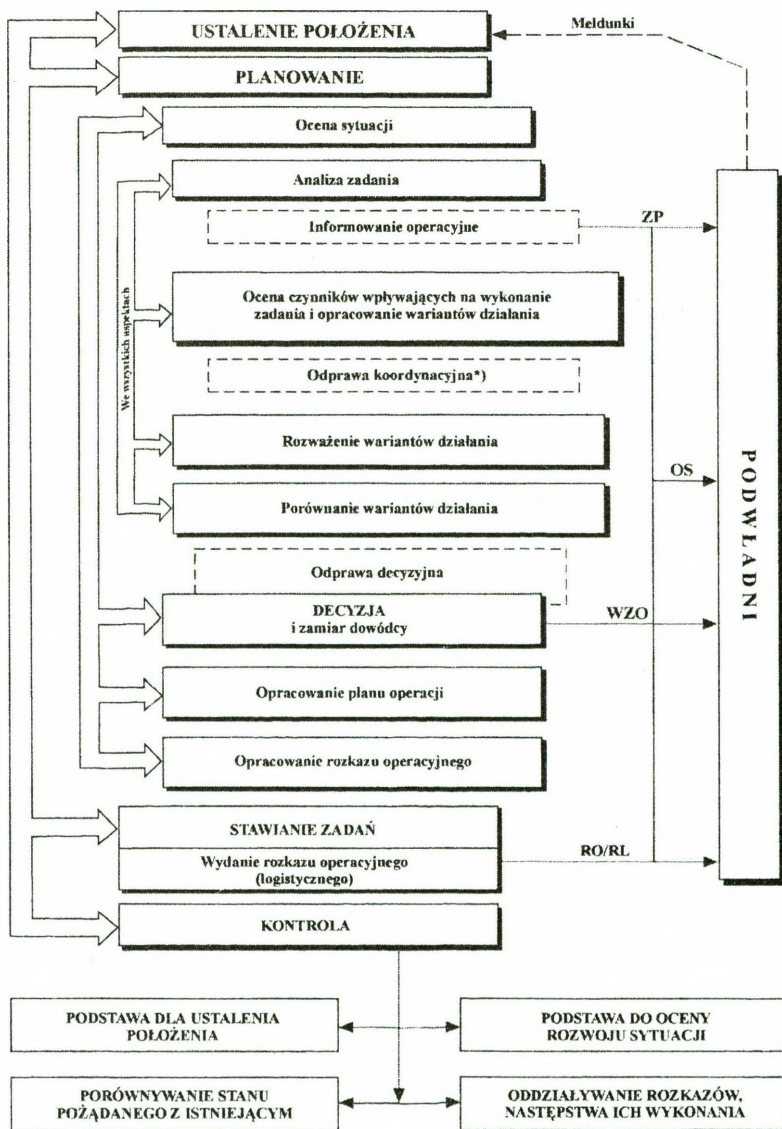 USTALENIE POŁOŻENIA
Meldunki
PLANOWANIE
Ocena sytuacji
Analiza zadania
Informowanie operacyjne
ZP
We wszystkich aspektach
Ocena czynników wpływających na wykonanie
zadania i opracowanie wariantów działania
Odprawa koordynacyjna*)
Rozważenie wariantów działania
OS
Porównanie wariantów działania
Odprawa decyzyjna
DECYZJA
i zamiar dowódcy
WZO
PODWŁADNI
Opracowanie planu operacji
Opracowanie rozkazu operacyjnego
STAWIANIE ZADAŃ
Wydanie rozkazu operacyjnego
(logistycznego)
RO/RL
KONTROLA
PODSTAWA DLA USTALENIA
POŁOŻENIA
PODSTAWA DO OCENY
ROZWOJU SYTUACJI
PORÓWNYWANIE STANU
POŻĄDANEGO Z ISTNIEJĄCYM
ODDZIAŁYWANIE ROZKAZÓW,
NASTĘPSTWA ICH WYKONANIA